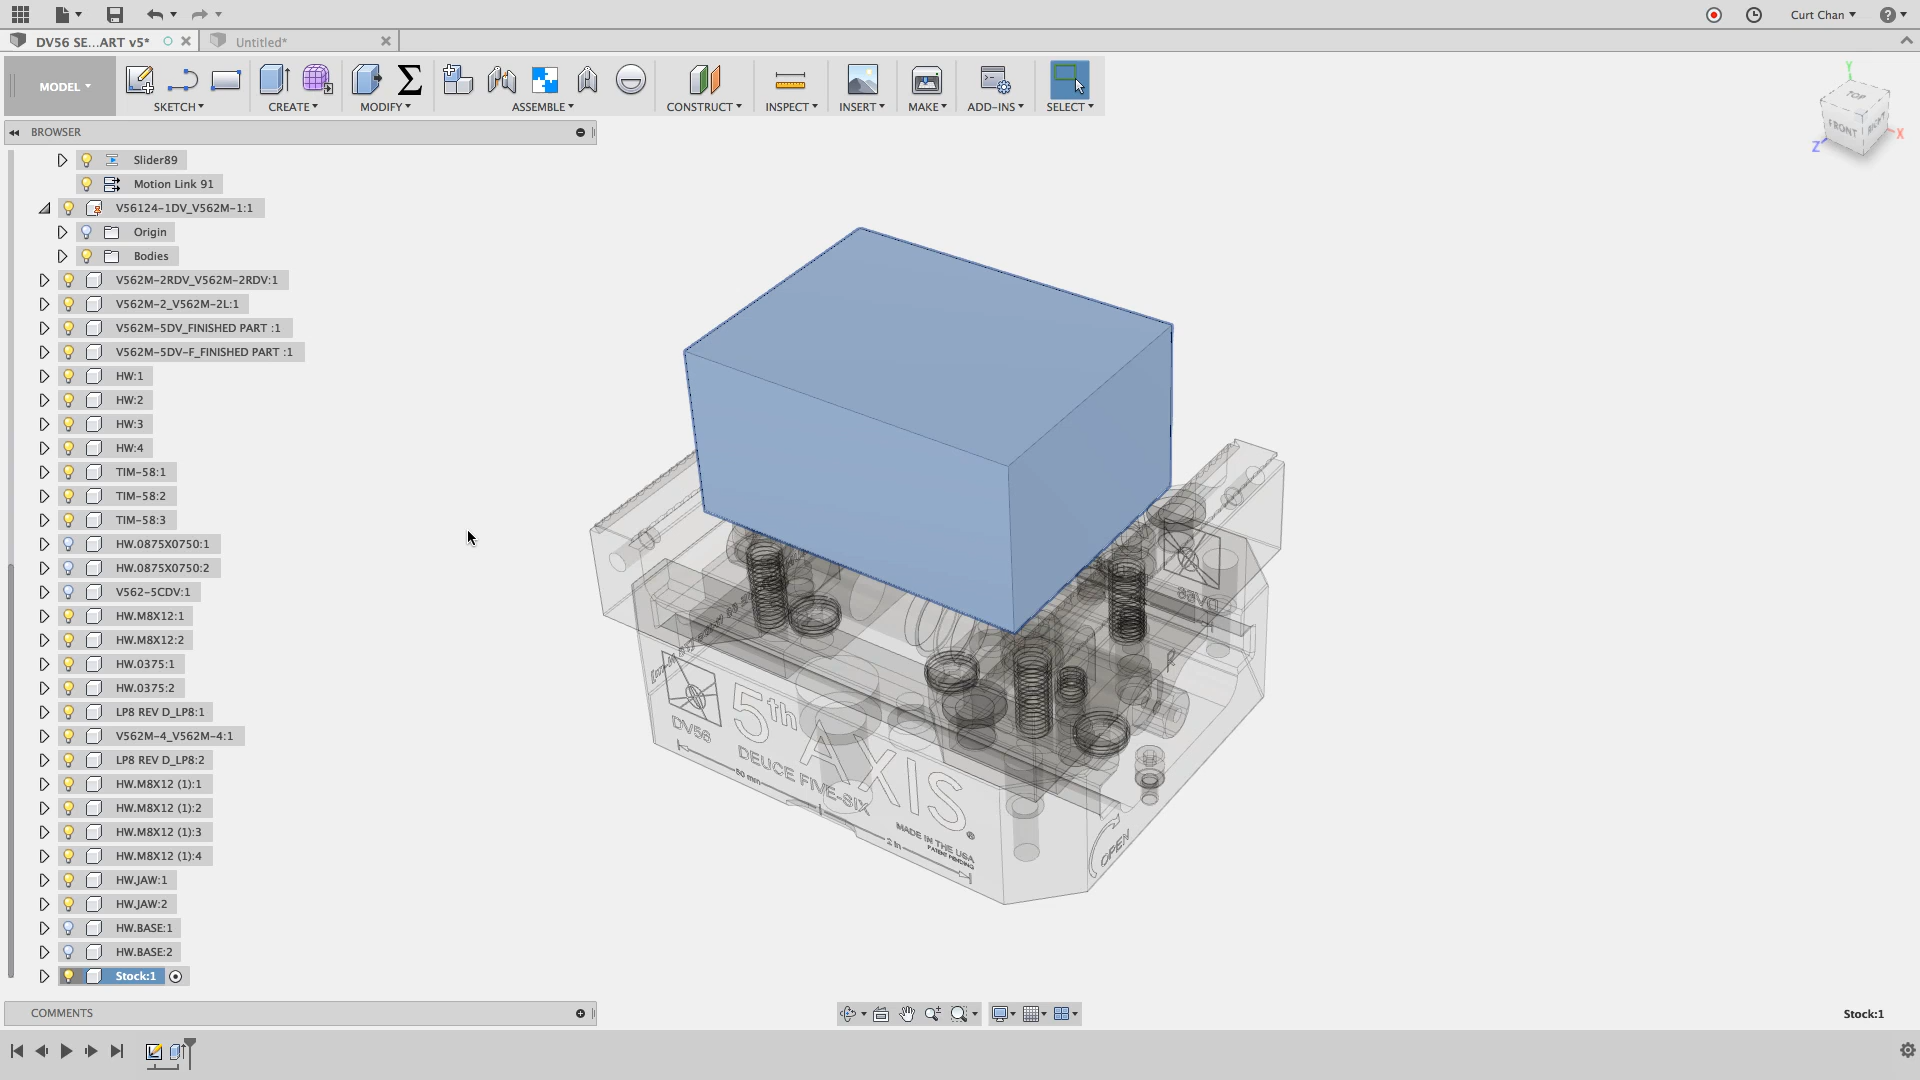 Curt Chan
DV56 SE...ART v5*
Untitled*
MODEL
SKETCH
CREATE
MODIFY
ASSEMBLE
CONSTRUCT
INSPECT
INSERT
MAKE
ADD-INS
SELECT
Y
TOP
FRONT
RIGHT
X
Z
BROWSER
Slider89
Motion Link 91
V56124-1DV_V562M-1:1
Origin
Bodies
V562M-2RDV_V562M-2RDV:1
V562M-2_V562M-2L:1
V562M-5DV_FINISHED PART :1
V562M-5DV-F_FINISHED PART :1
HW:1
HW:2
HW:3
HW:4
TIM-58:1
TIM-58:2
TIM-58:3
HW.0875X0750:1
HW.0875X0750:2
V562-5CDV:1
HW.M8X12:1
HW.M8X12:2
HW.0375:1
HW.0375:2
LP8 REV D_LP8:1
V562M-4_V562M-4:1
LP8 REV D_LP8:2
HW.M8X12 (1):1
HW.M8X12 (1):2
HW.M8X12 (1):3
HW.M8X12 (1):4
HW.JAW:1
HW.JAW:2
HW.BASE:1
HW.BASE:2
Stock:1
DV56
DV56
5th AXIS®
DEUCE FIVE-SIX
50 mm
MADE IN THE USA
PATENT PENDING
2 in
OPEN
COMMENTS
Stock:1